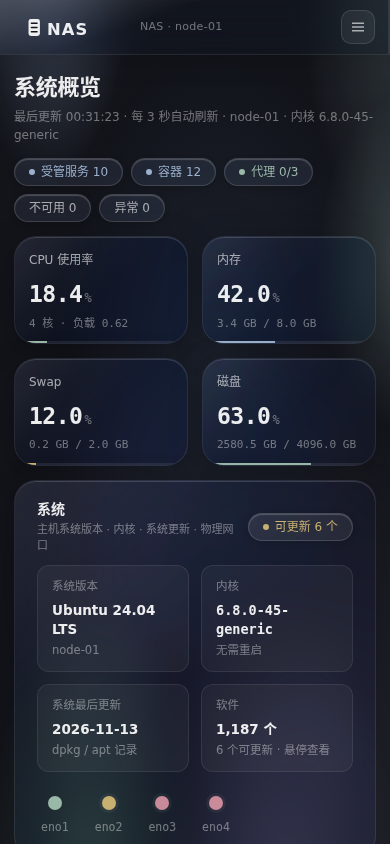 NAS
NAS · node-01
系统概览
最后更新 00:31:23 · 每 3 秒自动刷新 · node-01 · 内核 6.8.0-45-
generic
受管服务 10
容器 12
代理 0/3
不可用 0
异常 0
CPU 使用率
18.4%
4 核 · 负载 0.62
内存
42.0%
3.4 GB / 8.0 GB
Swap
12.0%
0.2 GB / 2.0 GB
磁盘
63.0%
2580.5 GB / 4096.0 GB
系统
主机系统版本 · 内核 · 系统更新 · 物理网
口
可更新 6 个
系统版本
Ubuntu 24.04
LTS
node-01
内核
6.8.0-45-
generic
无需重启
系统最后更新
2026-11-13
dpkg / apt 记录
软件
1,187 个
6 个可更新 · 悬停查看
eno1
eno2
eno3
eno4